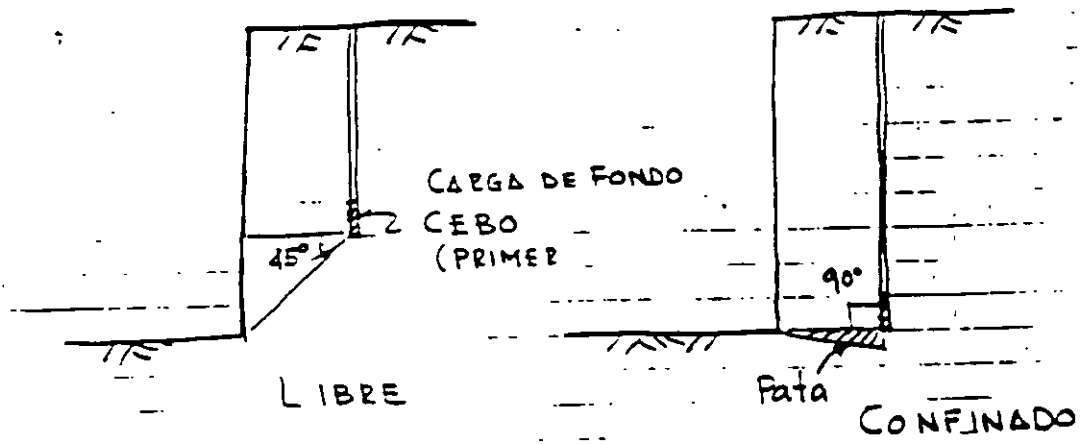 CARGA DE FONDO
CEBO
(PRIMER
45°
LIBRE
90°
Pata
CONFINADO